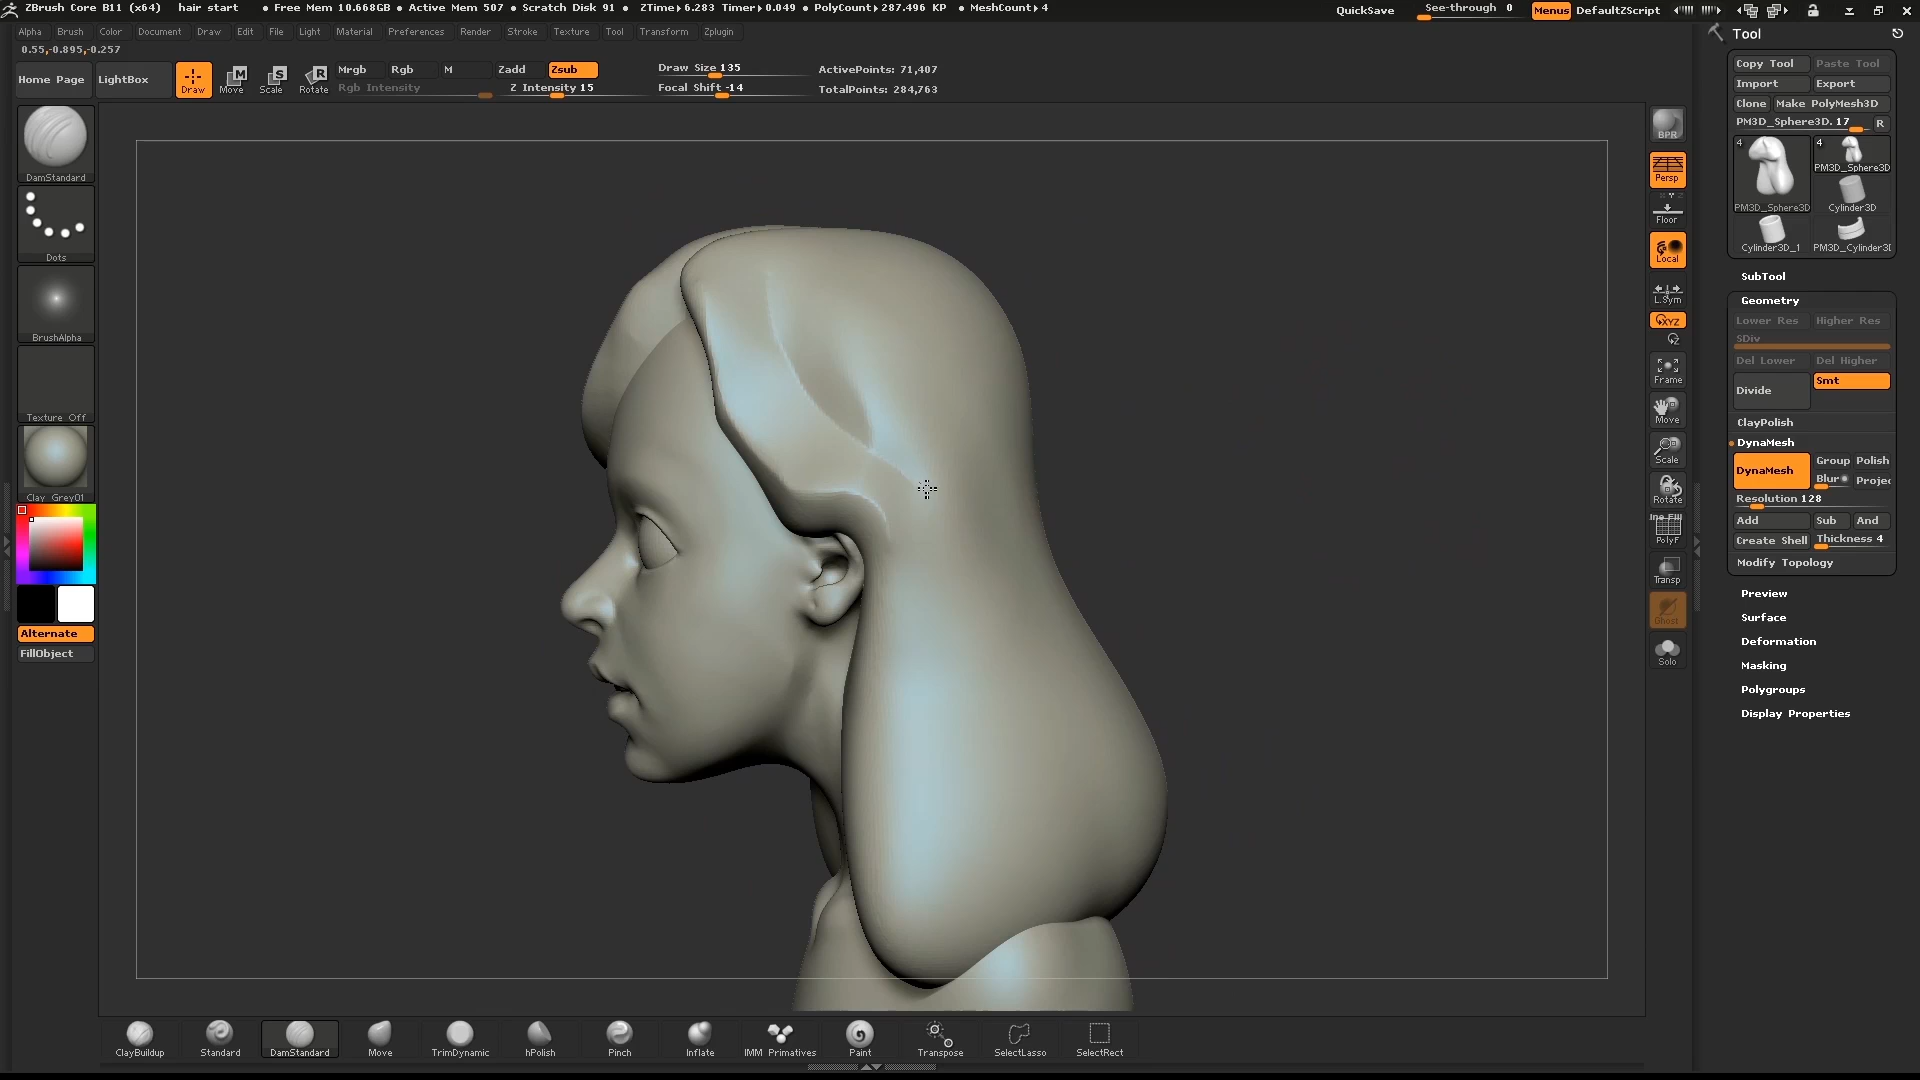 ZBrush Core B11 (x64) hair start ● Free Mem 10.668GB ● Active Mem 507 ● Scratch Disk 91 ● ZTime▸6.283 Timer▸0.049 ● PolyCount▸287.496 KP ● MeshCount▸4 QuickSave See-through 0 Menus DefaultZScript
Alpha Brush Color Document Draw Edit File Light Material Preferences Render Stroke Texture Tool Transform Zplugin
0.55,-0.895,-0.257
Home Page
LightBox
Draw
M
Move
S
Scale
R
Rotate
Mrgb Rgb M Zadd Zsub
Rgb Intensity Z Intensity 15
Draw Size 135
Focal Shift -14
ActivePoints: 71,407
TotalPoints: 284,763
DamStandard
Dots
BrushAlpha
Texture Off
Clay_Grey01
Alternate
FillObject
BPR
Persp
Floor
Local
L.Sym
XYZ
Frame
Move
Scale
Rotate
PolyF
Transp
Ghost
Solo
Tool
Copy Tool Paste Tool
Import Export
Clone Make PolyMesh3D
PM3D_Sphere3D. 17 R
4
PM3D_Sphere3D
4
PM3D_Sphere3D
Cylinder3D
Cylinder3D_1
PM3D_Cylinder3D
SubTool
Geometry
Lower Res Higher Res
SDiv
Del Lower Del Higher
Divide
Smt
ClayPolish
DynaMesh
DynaMesh
Group Polish
Blur Projec
Resolution 128
Add Sub And
Create Shell Thickness 4
Modify Topology
Preview
Surface
Deformation
Masking
Polygroups
Display Properties
ClayBuildup Standard DamStandard Move TrimDynamic hPolish Pinch Inflate IMM Primitives Paint Transpose SelectLasso SelectRect